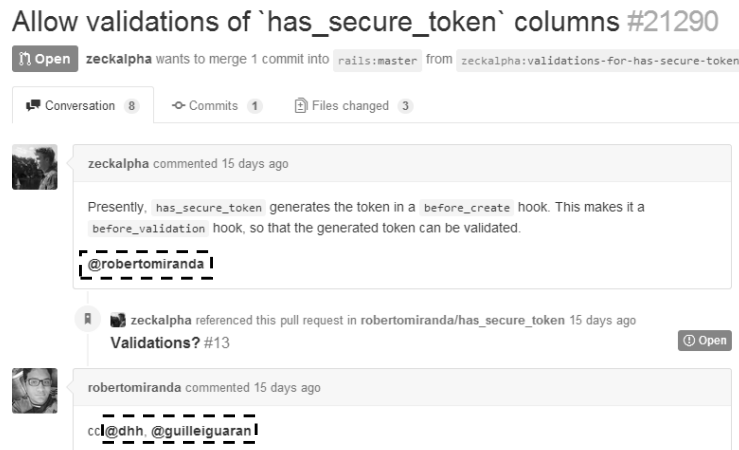 Allow validations of `has_secure_token` columns #21290
Open zeckalpha wants to merge 1 commit into rails:master from zeckalpha:validations-for-has-secure-token
Conversation 8 Commits 1 Files changed 3
zeckalpha commented 15 days ago
Presently, has_secure_token generates the token in a before_create hook. This makes it a
before_validation hook, so that the generated token can be validated.
@robertomiranda
zeckalpha referenced this pull request in robertomiranda/has_secure_token 15 days ago
Validations? #13 Open
robertomiranda commented 15 days ago
cc @dhh, @guilleiguaran